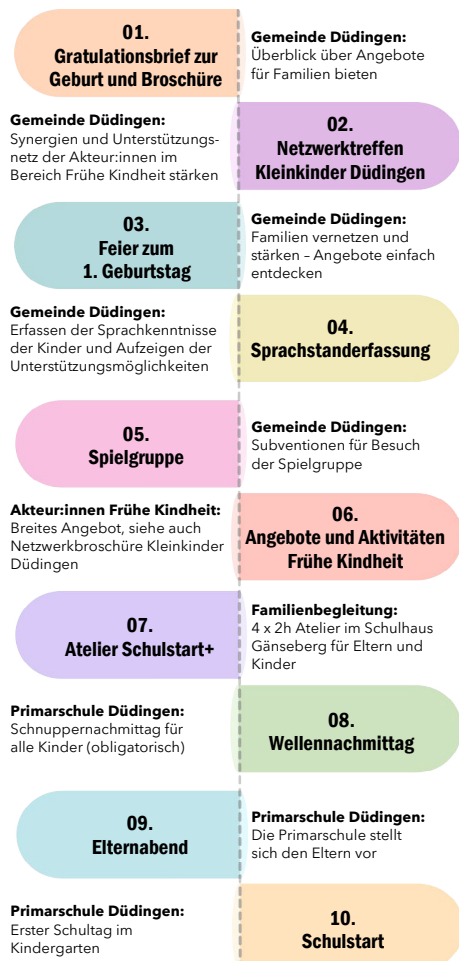 01.
Gratulationsbrief zur
Geburt und Broschüre
Gemeinde Düdingen:
Überblick über Angebote
für Familien bieten
Gemeinde Düdingen:
Synergien und Unterstützungs-
netz der Akteur:innen im
Bereich Frühe Kindheit stärken
02.
Netzwerktreffen
Kleinkinder Düdingen
03.
Feier zum
1. Geburtstag
Gemeinde Düdingen:
Familien vernetzen und
stärken – Angebote einfach
entdecken
Gemeinde Düdingen:
Erfassen der Sprachkenntnisse
der Kinder und Aufzeigen der
Unterstützungsmöglichkeiten
04.
Sprachstanderfassung
05.
Spielgruppe
Gemeinde Düdingen:
Subventionen für Besuch
der Spielgruppe
Akteur:innen Frühe Kindheit:
Breites Angebot, siehe auch
Netzwerkbroschüre Kleinkinder
Düdingen
06.
Angebote und Aktivitäten
Frühe Kindheit
07.
Atelier Schulstart+
Familienbegleitung:
4 x 2h Atelier im Schulhaus
Gänseberg für Eltern und
Kinder
Primarschule Düdingen:
Schnuppernachmittag für
alle Kinder (obligatorisch)
08.
Wellennachmittag
09.
Elternabend
Primarschule Düdingen:
Die Primarschule stellt
sich den Eltern vor
Primarschule Düdingen:
Erster Schultag im
Kindergarten
10.
Schulstart